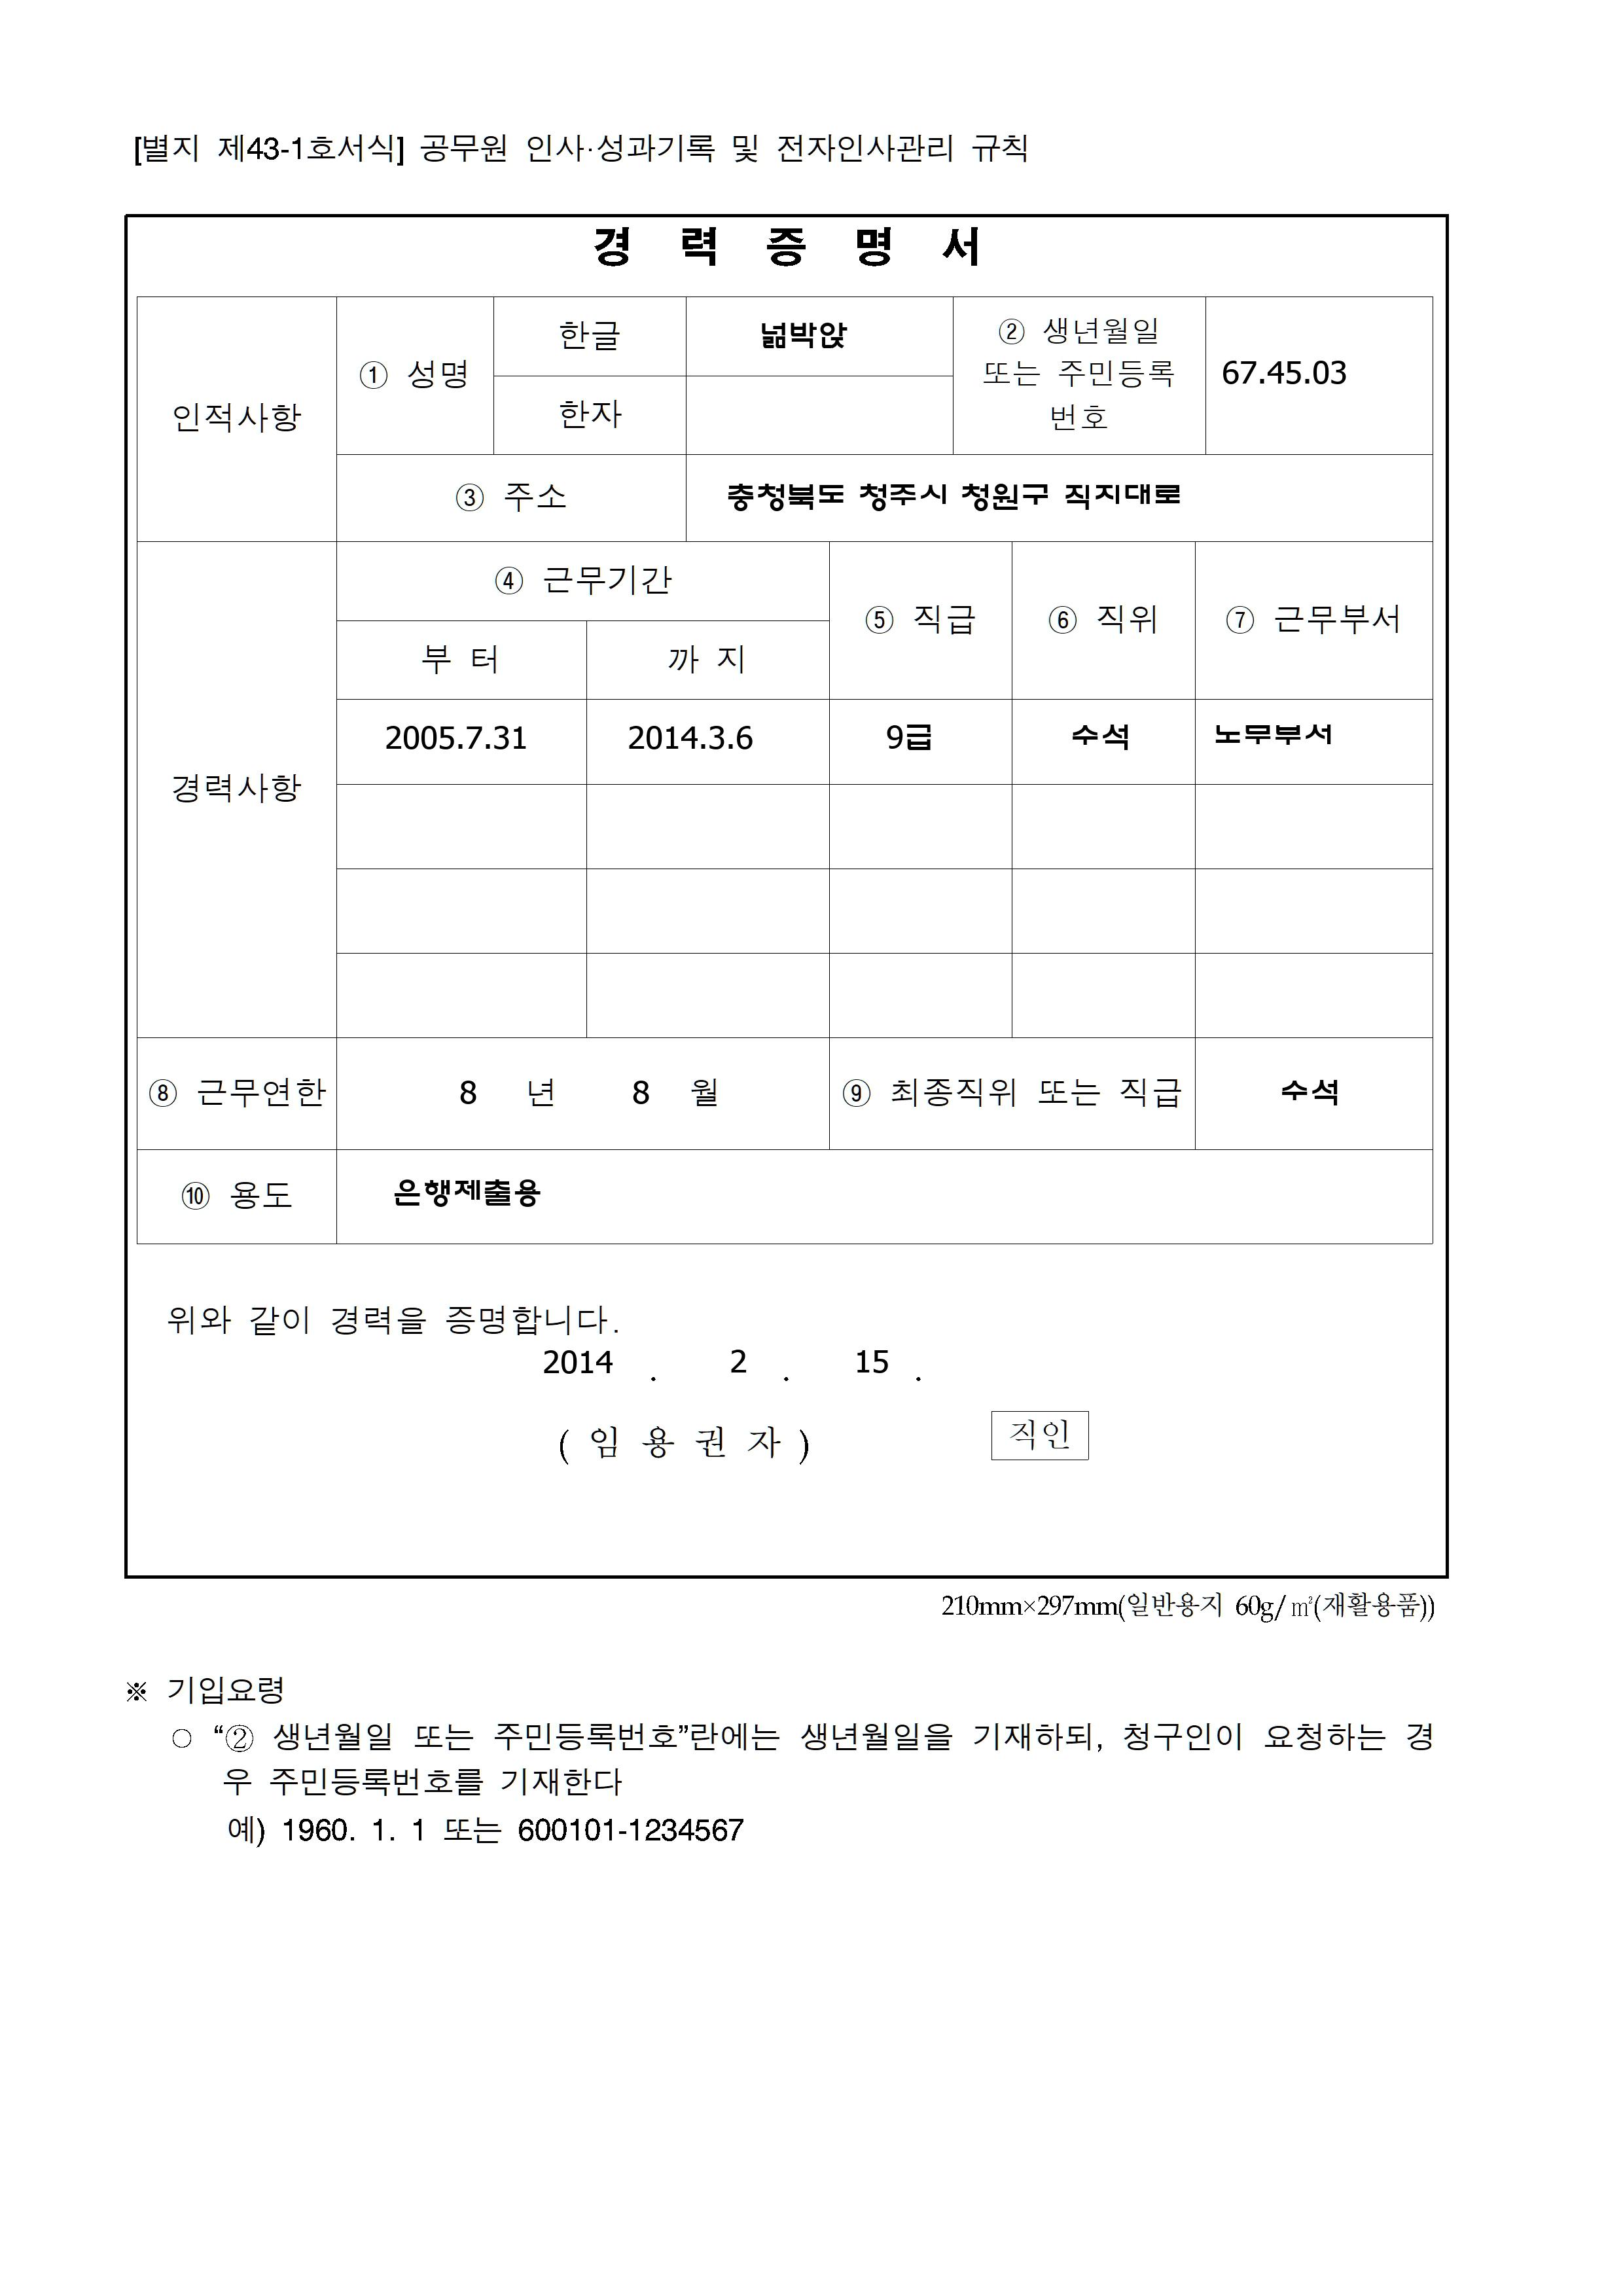 [별지 제43-1호서식] 공무원 인사·성과기록 및 전자인사관리 규칙
경 력 증 명 서
인적사항
① 성명
한글
넒박앉
② 생년월일
또는 주민등록
번호
67.45.03
한자
③ 주소
충청북도 청주시 청원구 직지대로
경력사항
④ 근무기간
⑤ 직급
⑥ 직위
⑦ 근무부서
부 터
까 지
2005.7.31
2014.3.6
9급
수석
노무부서
⑧ 근무연한
8 년 8 월
⑨ 최종직위 또는 직급
수석
⑩ 용도
은행제출용
위와 같이 경력을 증명합니다.
2014 . 2 . 15 .
( 임 용 권 자 )
직인
210mm×297mm(일반용지 60g/㎡(재활용품))
※ 기입요령
○ “② 생년월일 또는 주민등록번호”란에는 생년월일을 기재하되, 청구인이 요청하는 경
우 주민등록번호를 기재한다
예) 1960. 1. 1 또는 600101-1234567